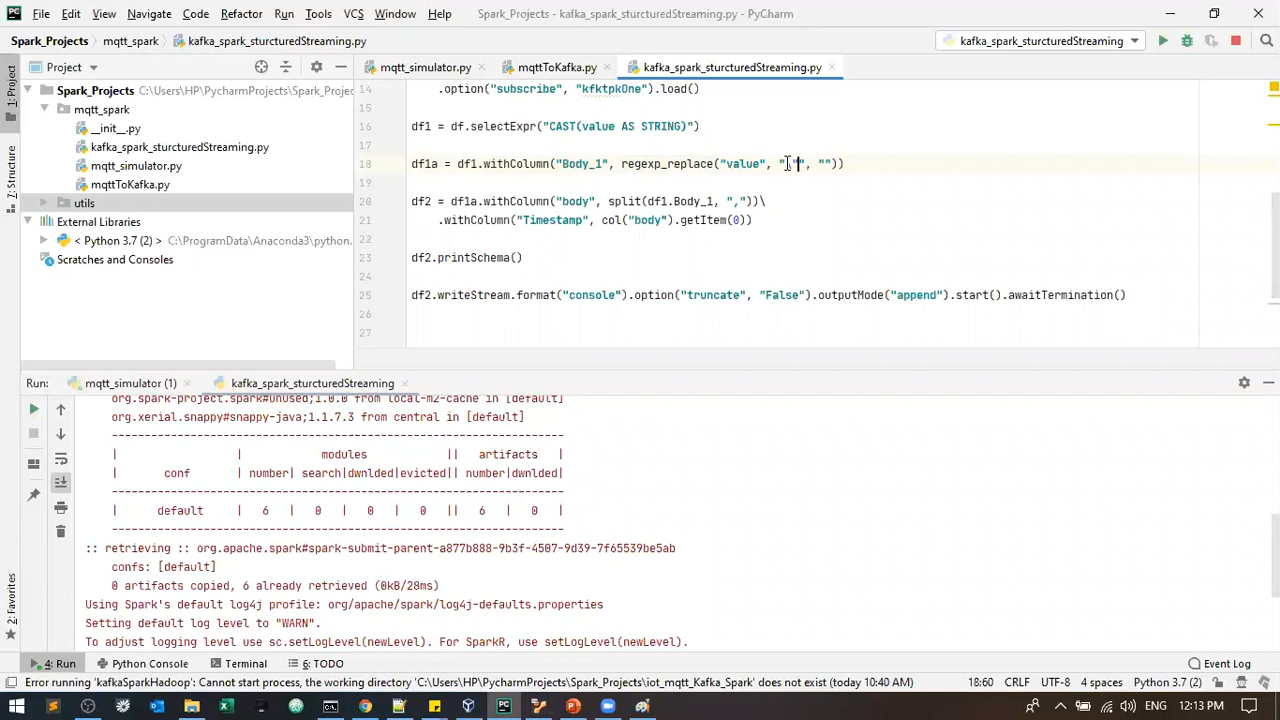 File Edit View Navigate Code Refactor Run Tools VCS Window Help Spark_Projects - kafka_spark_sturcturedStreaming.py - PyCharm
Spark_Projects mqtt_spark kafka_spark_sturcturedStreaming.py kafka_spark_sturcturedStreaming
Project mqtt_simulator.py mqttToKafka.py kafka_spark_sturcturedStreaming.py
1: Project
Spark_Projects C:\Users\HP\PycharmProjects\Spark_Projec
mqtt_spark
__init__.py
kafka_spark_sturcturedStreaming.py
mqtt_simulator.py
mqttToKafka.py
utils
External Libraries
< Python 3.7 (2) > C:\ProgramData\Anaconda3
Scratches and Consoles
7: Structure
14 .option("subscribe", "kfktpkOne").load()
15
16 df1 = df.selectExpr("CAST(value AS STRING)")
17
18 df1a = df1.withColumn("Body_1", regexp_replace("value", "\"", ""))
19
20 df2 = df1a.withColumn("body", split(df1.Body_1, ","))\
21 .withColumn("Timestamp", col("body").getItem(0))
22
23 df2.printSchema()
24
25 df2.writeStream.format("console").option("truncate", "False").outputMode("append").start().awaitTermination()
26
27
Run: mqtt_simulator (1) kafka_spark_sturcturedStreaming
org.spark-project.spark#unused;1.0.0 from local-m2-cache in [default]
org.xerial.snappy#snappy-java;1.1.7.3 from central in [default]
---------------------------------------------------------------------
| | modules || artifacts |
| conf | number| search|dwnlded|evicted|| number|dwnlded|
---------------------------------------------------------------------
| default | 6 | 0 | 0 | 0 || 6 | 0 |
---------------------------------------------------------------------
:: retrieving :: org.apache.spark#spark-submit-parent-a877b888-9b3f-4507-9d39-7f65539be5ab
confs: [default]
0 artifacts copied, 6 already retrieved (0kB/28ms)
Using Spark's default log4j profile: org/apache/spark/log4j-defaults.properties
Setting default log level to "WARN".
To adjust logging level use sc.setLogLevel(newLevel). For SparkR, use setLogLevel(newLevel).
2: Favorites
4: Run Python Console Terminal 6: TODO Event Log
Error running 'kafkaSparkHadoop': Cannot start process, the working directory 'C:\Users\HP\PycharmProjects\Spark_Projects\iot_mqtt_Kafka_Spark' does not exist (today 10:40 AM) 18:60 CRLF UTF-8 4 spaces Python 3.7 (2)
ENG 12:13 PM